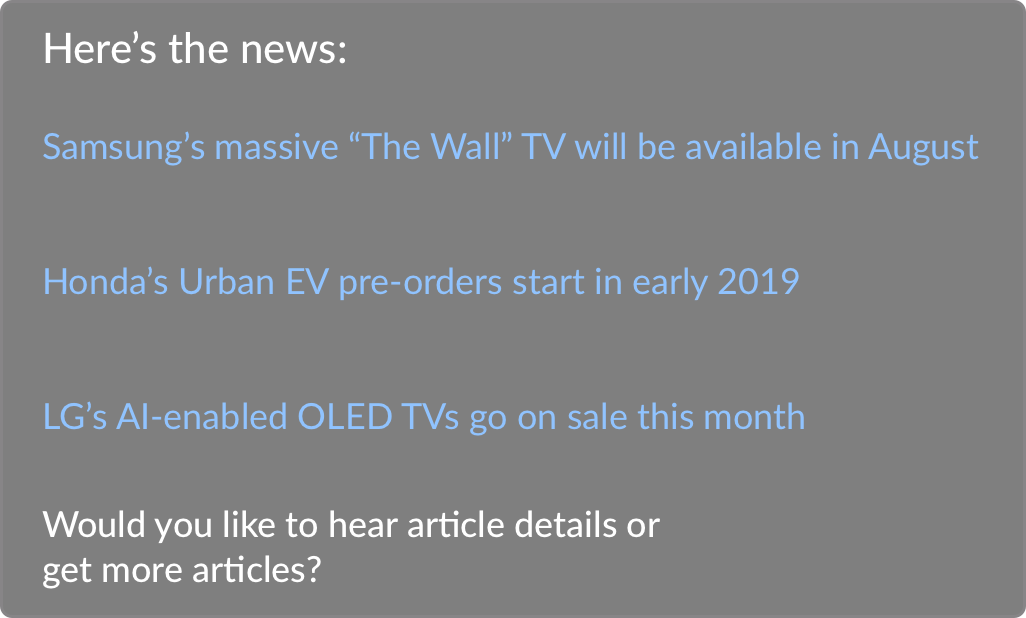 Here’s the news:
Samsung’s massive “The Wall” TV will be available in August
Honda’s Urban EV pre-orders start in early 2019
LG’s AI-enabled OLED TVs go on sale this month
Would you like to hear article details or
get more articles?